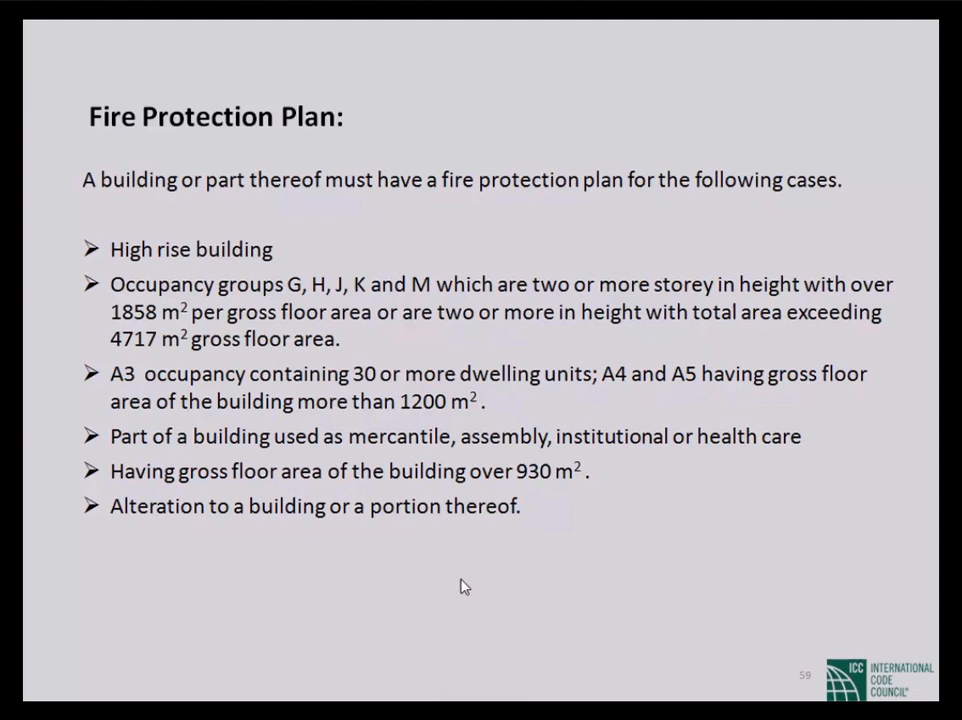 Fire Protection Plan:
A building or part thereof must have a fire protection plan for the following cases.
➢ High rise building
➢ Occupancy groups G, H, J, K and M which are two or more storey in height with over
1858 m² per gross floor area or are two or more in height with total area exceeding
4717 m² gross floor area.
➢ A3 occupancy containing 30 or more dwelling units; A4 and A5 having gross floor
area of the building more than 1200 m² .
➢ Part of a building used as mercantile, assembly, institutional or health care
➢ Having gross floor area of the building over 930 m² .
➢ Alteration to a building or a portion thereof.
59
ICC INTERNATIONAL
CODE
COUNCIL®